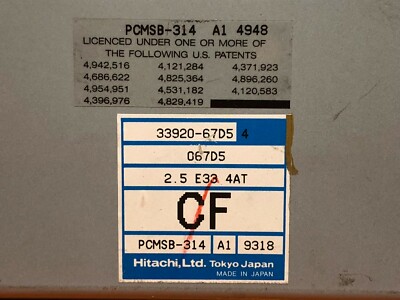 PCMSB-314 A1 4948
LICENCED UNDER ONE OR MORE OF
THE FOLLOWING U.S. PATENTS
4,942,516 4,121,284 4,371,923
4,686,622 4,825,364 4,896,260
4,954,951 4,531,182 4,120,583
4,396,976 4,829,419
33920-67D5 4
067D5
2.5 E33 4AT
CF
PCMSB-314 A1 9318
Hitachi,Ltd. Tokyo Japan
MADE IN JAPAN